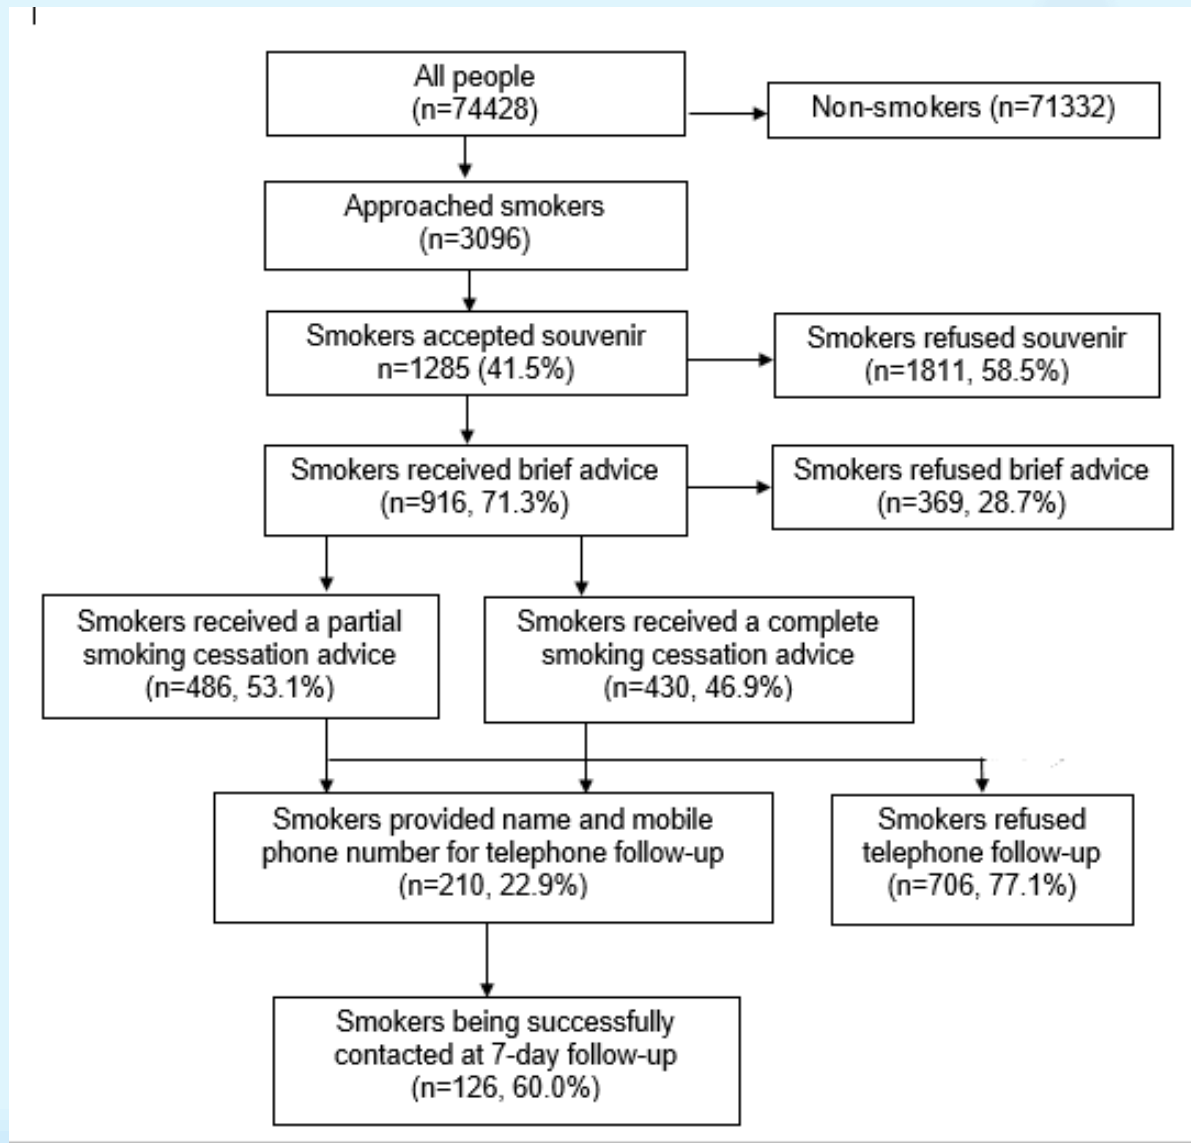 All people
(n=74428)
Non-smokers (n=71332)
Approached smokers
(n=3096)
Smokers accepted souvenir
n=1285 (41.5%)
Smokers refused souvenir
(n=1811, 58.5%)
Smokers received brief advice
(n=916, 71.3%)
Smokers refused brief advice
(n=369, 28.7%)
Smokers received a partial
smoking cessation advice
(n=486, 53.1%)
Smokers received a complete
smoking cessation advice
(n=430, 46.9%)
Smokers provided name and mobile
phone number for telephone follow-up
(n=210, 22.9%)
Smokers refused
telephone follow-up
(n=706, 77.1%)
Smokers being successfully
contacted at 7-day follow-up
(n=126, 60.0%)